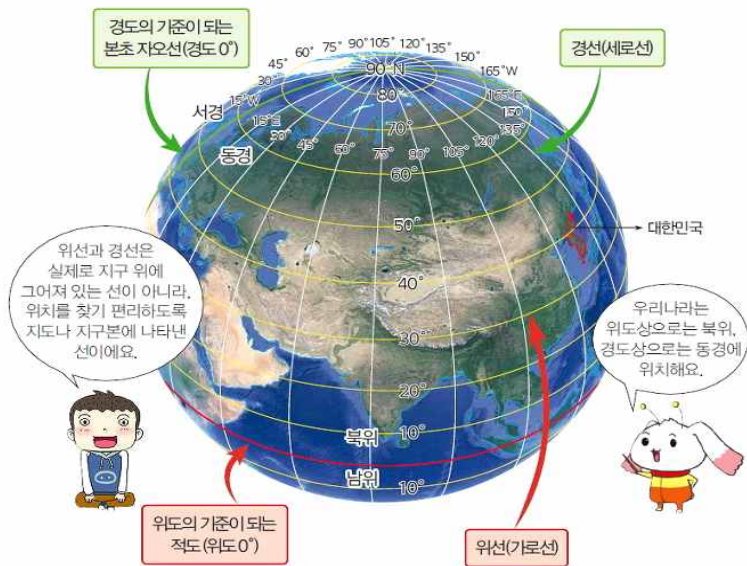 경도의 기준이 되는
본초 자오선(경도 0°)
경선(세로선)
45° 60° 75° 90° 105° 120° 135° 150° 165°W
30°
15°W
서경
90°N
80°
165°E
150°
135°
120°
15°E
30°
45° 60° 75° 90° 105°
동경
70°
60°
50°
대한민국
40°
30°
20°
북위 10°
남위
10°
위선과 경선은
실제로 지구 위에
그어져 있는 선이 아니라,
위치를 찾기 편리하도록
지도나 지구본에 나타낸
선이에요.
우리나라는
위도상으로는 북위,
경도상으로는 동경에
위치해요.
위도의 기준이 되는
적도(위도 0°)
위선(가로선)